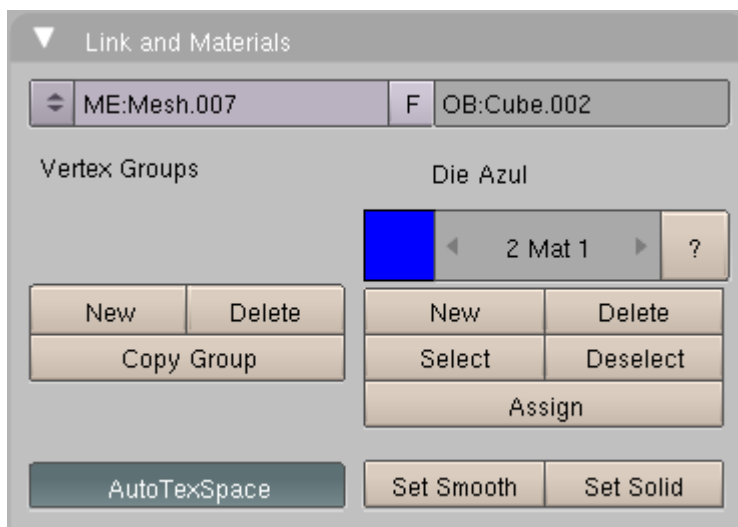 Link and Materials
ME:Mesh.007 F OB:Cube.002
Vertex Groups Die Azul
2 Mat 1 ?
New Delete New Delete
Copy Group Select Deselect
Assign
AutoTexSpace Set Smooth Set Solid